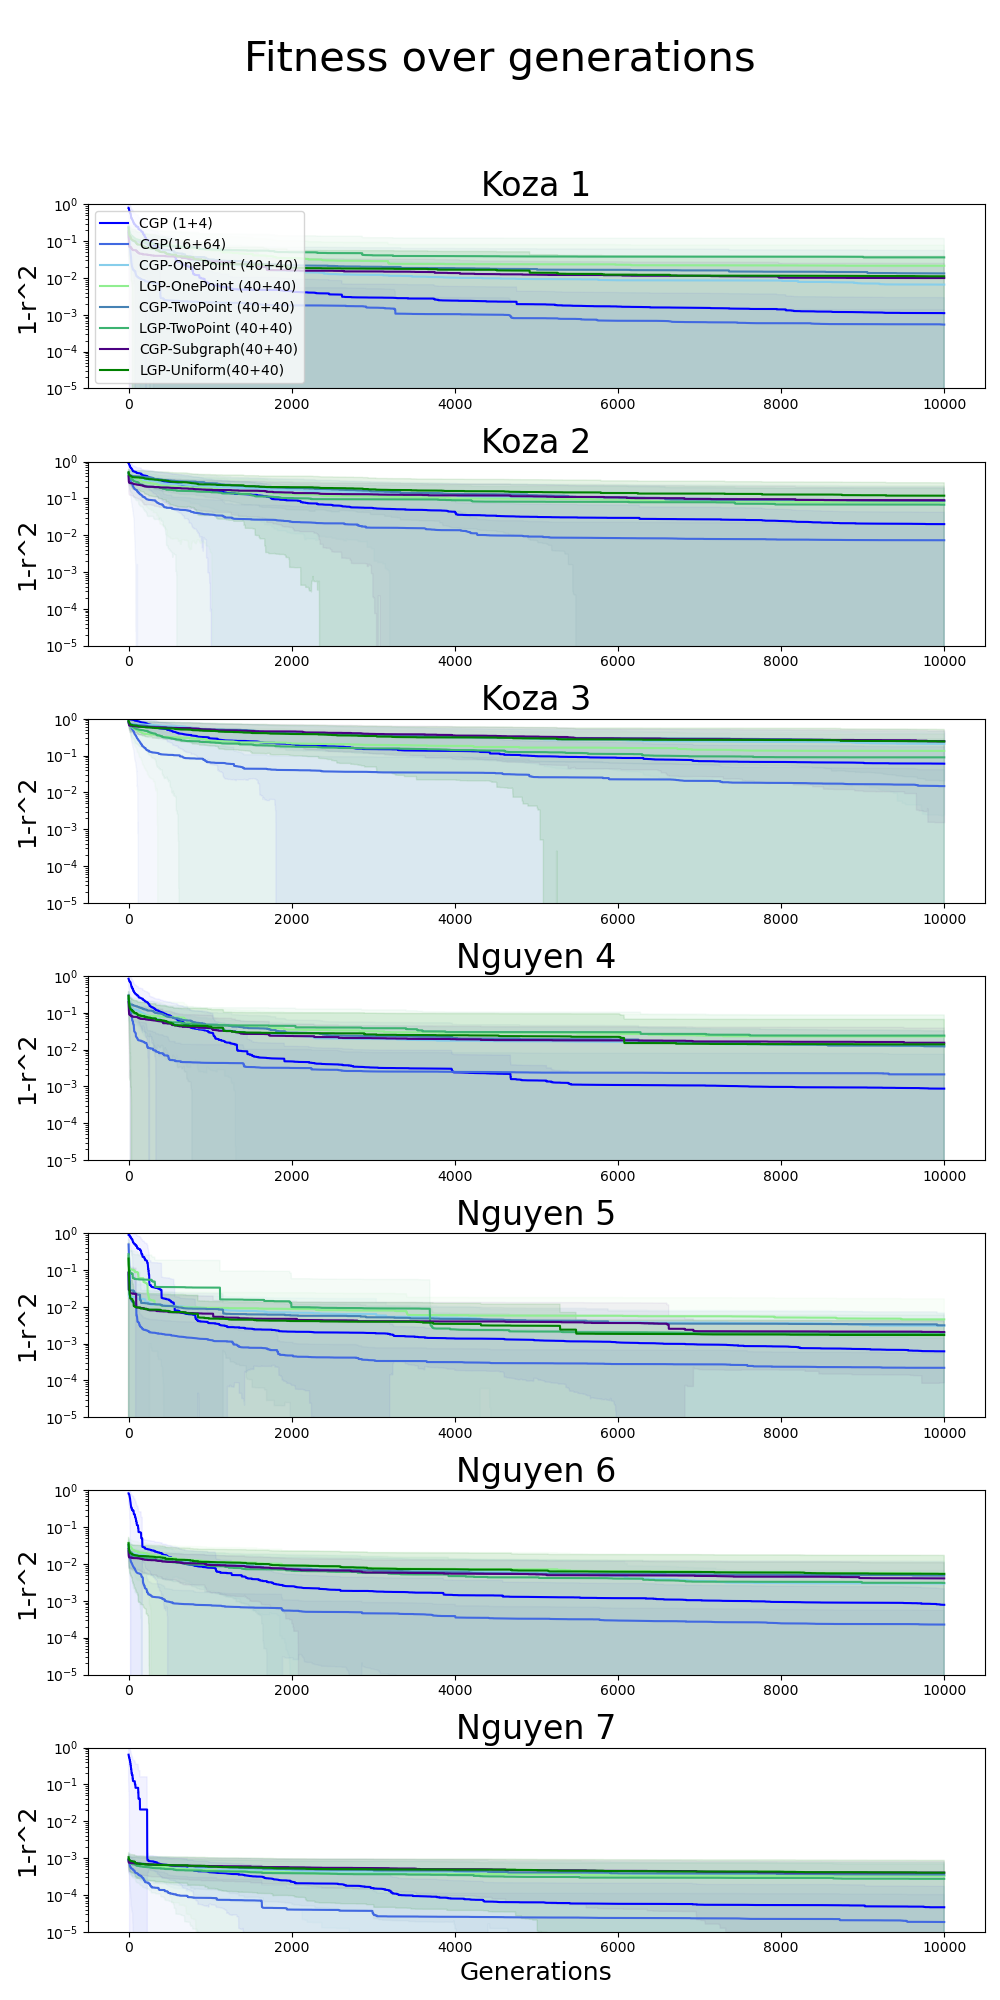 Fitness over generations
Koza 1
1-r^2
10^0
10^-1
10^-2
10^-3
10^-4
10^-5
CGP (1+4)
CGP(16+64)
CGP-OnePoint (40+40)
LGP-OnePoint (40+40)
CGP-TwoPoint (40+40)
LGP-TwoPoint (40+40)
CGP-Subgraph(40+40)
LGP-Uniform(40+40)
0 2000 4000 6000 8000 10000
Koza 2
1-r^2
10^0
10^-1
10^-2
10^-3
10^-4
10^-5
0 2000 4000 6000 8000 10000
Koza 3
1-r^2
10^0
10^-1
10^-2
10^-3
10^-4
10^-5
0 2000 4000 6000 8000 10000
Nguyen 4
1-r^2
10^0
10^-1
10^-2
10^-3
10^-4
10^-5
0 2000 4000 6000 8000 10000
Nguyen 5
1-r^2
10^0
10^-1
10^-2
10^-3
10^-4
10^-5
0 2000 4000 6000 8000 10000
Nguyen 6
1-r^2
10^0
10^-1
10^-2
10^-3
10^-4
10^-5
0 2000 4000 6000 8000 10000
Nguyen 7
1-r^2
10^0
10^-1
10^-2
10^-3
10^-4
10^-5
0 2000 4000 6000 8000 10000
Generations